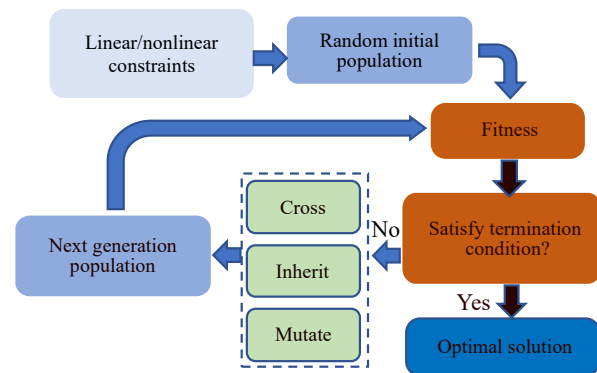 Linear/nonlinear
constraints
Random initial
population
Fitness
Satisfy termination
condition?
No
Yes
Optimal solution
Cross
Inherit
Mutate
Next generation
population